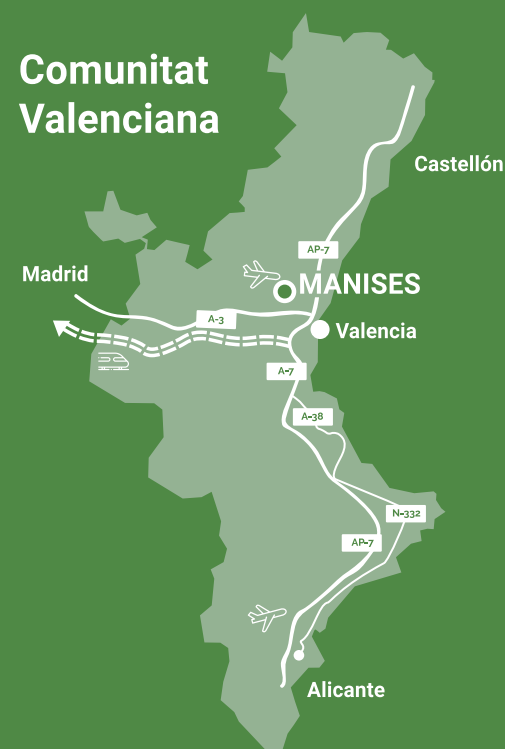 Comunitat
Valenciana
Castellón
AP-7
Madrid
MANISES
A-3
Valencia
A-7
A-38
N-332
AP-7
Alicante